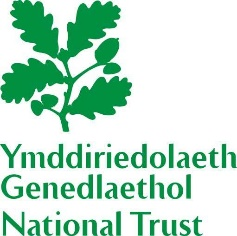 Ymddiriedolaeth
Genedlaethol
National Trust